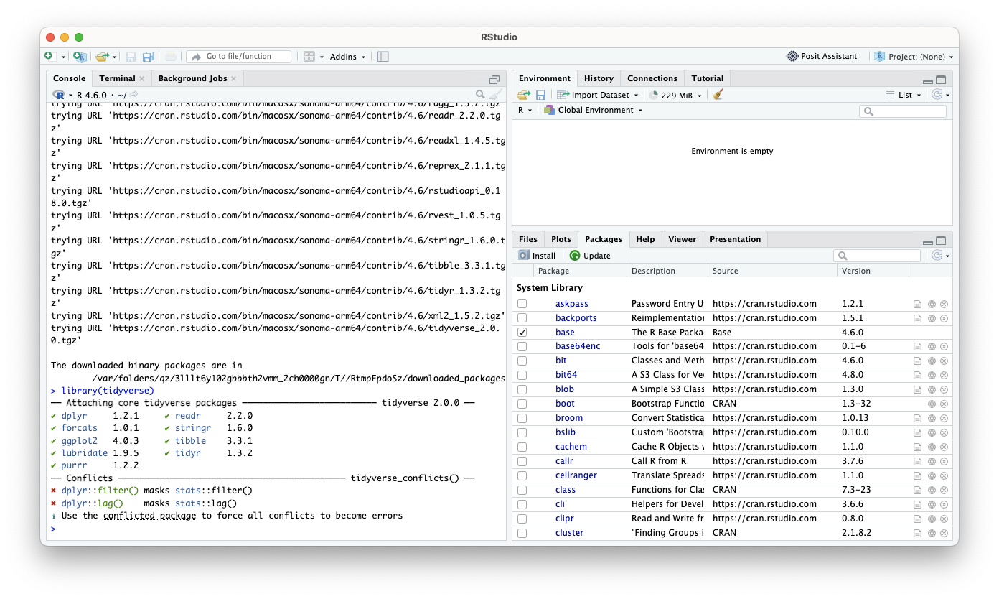 RStudio
Go to file/function
Addins
Posit Assistant
Project: (None)
Console
Terminal
Background Jobs
R 4.6.0 · ~/
trying URL 'https://cran.rstudio.com/bin/macosx/sonoma-arm64/contrib/4.6/ragg_1.5.2.tgz
trying URL 'https://cran.rstudio.com/bin/macosx/sonoma-arm64/contrib/4.6/readr_2.2.0.tg
z'
trying URL 'https://cran.rstudio.com/bin/macosx/sonoma-arm64/contrib/4.6/readxl_1.4.5.tg
z'
trying URL 'https://cran.rstudio.com/bin/macosx/sonoma-arm64/contrib/4.6/reprex_2.1.1.tg
z'
trying URL 'https://cran.rstudio.com/bin/macosx/sonoma-arm64/contrib/4.6/rstudioapi_0.1
8.0.tgz'
trying URL 'https://cran.rstudio.com/bin/macosx/sonoma-arm64/contrib/4.6/rvest_1.0.5.tg
z'
trying URL 'https://cran.rstudio.com/bin/macosx/sonoma-arm64/contrib/4.6/stringr_1.6.0.t
gz'
trying URL 'https://cran.rstudio.com/bin/macosx/sonoma-arm64/contrib/4.6/tibble_3.3.1.tg
z'
trying URL 'https://cran.rstudio.com/bin/macosx/sonoma-arm64/contrib/4.6/tidyr_1.3.2.tg
z'
trying URL 'https://cran.rstudio.com/bin/macosx/sonoma-arm64/contrib/4.6/xml2_1.5.2.tgz'
trying URL 'https://cran.rstudio.com/bin/macosx/sonoma-arm64/contrib/4.6/tidyverse_2.0.
0.tgz'
The downloaded binary packages are in
/var/folders/qz/3lllt6y102gbbbth2vmm_2ch0000gn/T//RtmpFpdoSz/downloaded_packages
> library(tidyverse)
── Attaching core tidyverse packages ────────────────────────── tidyverse 2.0.0 ──
✔ dplyr 1.2.1 ✔ readr 2.2.0
✔ forcats 1.0.1 ✔ stringr 1.6.0
✔ ggplot2 4.0.3 ✔ tibble 3.3.1
✔ lubridate 1.9.5 ✔ tidyr 1.3.2
✔ purrr 1.2.2
── Conflicts ──────────────────────────────────────────── tidyverse_conflicts() ──
✖ dplyr::filter() masks stats::filter()
✖ dplyr::lag() masks stats::lag()
ℹ Use the conflicted package to force all conflicts to become errors
>
Environment
History
Connections
Tutorial
Import Dataset
229 MiB
List
R
Global Environment
Environment is empty
Files
Plots
Packages
Help
Viewer
Presentation
Install
Update
Package Description Source Version
System Library
askpass Password Entry U https://cran.rstudio.com 1.2.1
backports Reimplementation https://cran.rstudio.com 1.5.1
base The R Base Packa Base 4.6.0
base64enc Tools for 'base64 https://cran.rstudio.com 0.1-6
bit Classes and Meth https://cran.rstudio.com 4.6.0
bit64 A S3 Class for Vec https://cran.rstudio.com 4.8.0
blob A Simple S3 Class https://cran.rstudio.com 1.3.0
boot Bootstrap Functio CRAN 1.3-32
broom Convert Statistica https://cran.rstudio.com 1.0.13
bslib Custom 'Bootstra https://cran.rstudio.com 0.10.0
cachem Cache R Objects v https://cran.rstudio.com 1.1.0
callr Call R from R https://cran.rstudio.com 3.7.6
cellranger Translate Spreads https://cran.rstudio.com 1.1.0
class Functions for Clas CRAN 7.3-23
cli Helpers for Devel https://cran.rstudio.com 3.6.6
clipr Read and Write fr https://cran.rstudio.com 0.8.0
cluster "Finding Groups i CRAN 2.1.8.2